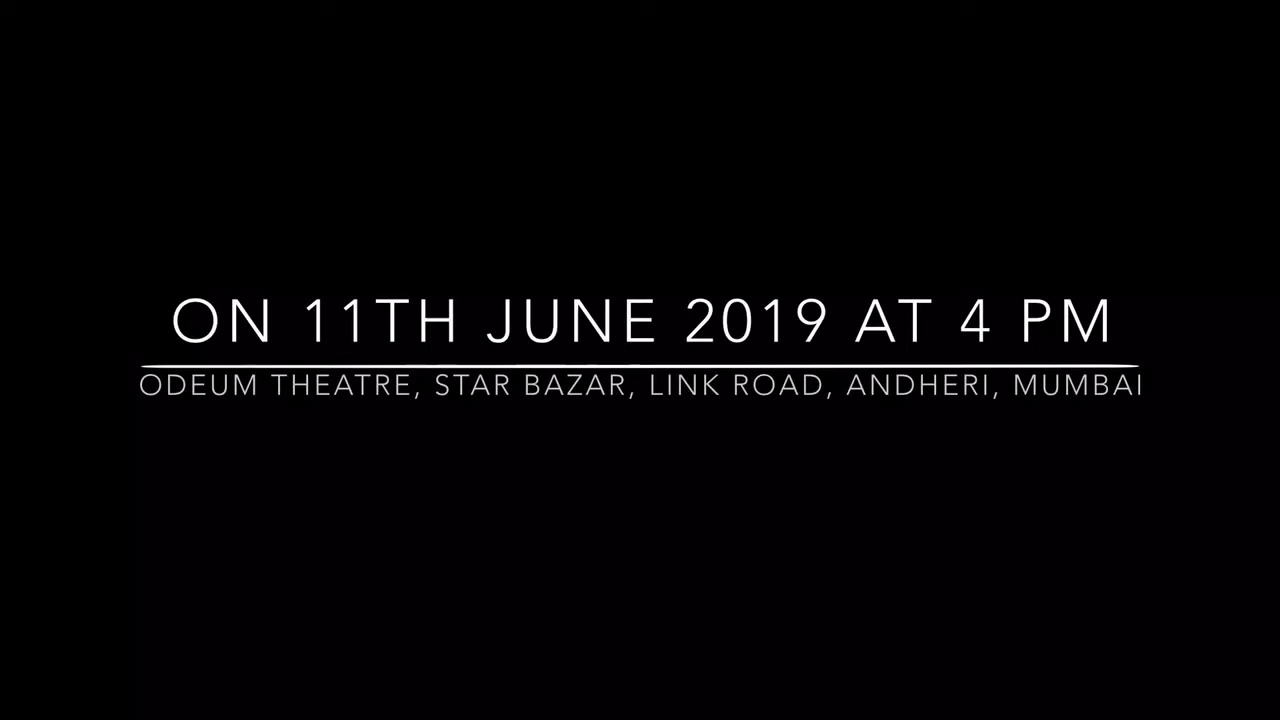 ON 11TH JUNE 2019 AT 4 PM
ODEUM THEATRE, STAR BAZAR, LINK ROAD, ANDHERI, MUMBAI